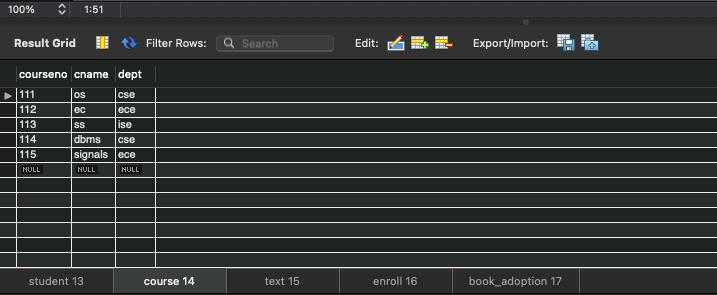 100% 1:51
Result Grid Filter Rows: Search Edit: Export/Import:
courseno cname dept
111 os cse
112 ec ece
113 ss ise
114 dbms cse
115 signals ece
NULL NULL NULL
student 13 course 14 text 15 enroll 16 book_adoption 17